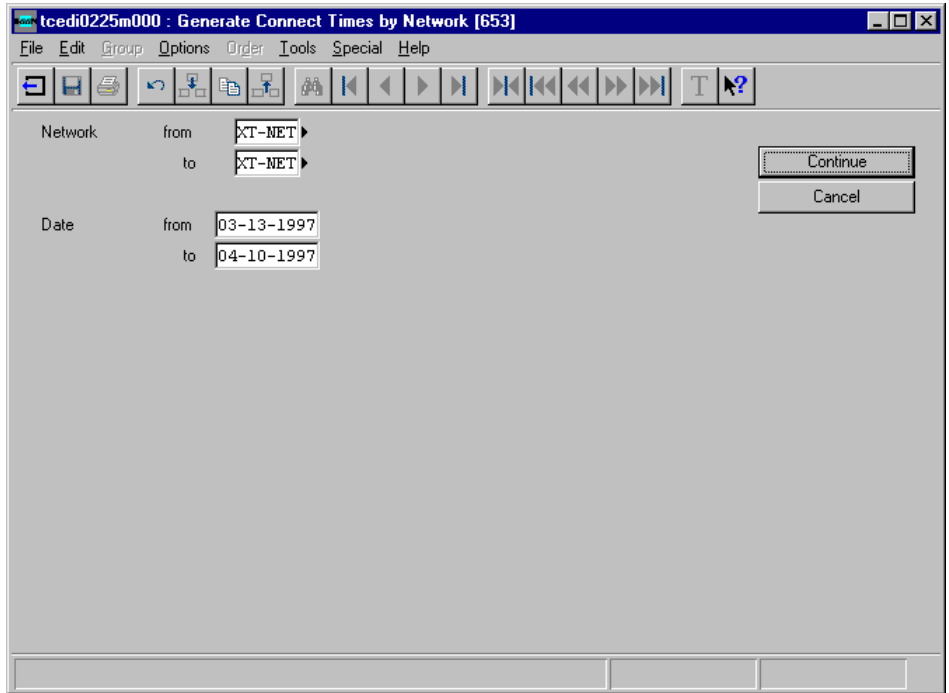 tcedi0225m000 : Generate Connect Times by Network [653]
File Edit Group Options Order Tools Special Help
T ?
Network from XT-NET
to XT-NET
Continue
Cancel
Date from 03-13-1997
to 04-10-1997